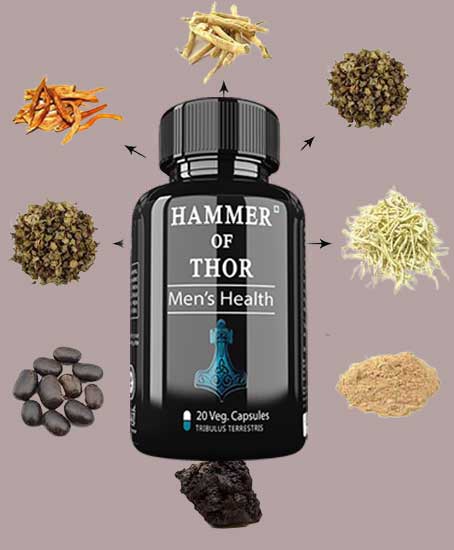 HAMMER
OF
THOR
Men's Health
20 Veg. Capsules
TRIBULUS TERRESTRIS